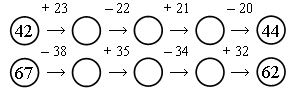 + 23 – 22 + 21 – 20
42 → → → → 44
– 38 + 35 – 34 + 32
67 → → → → 62